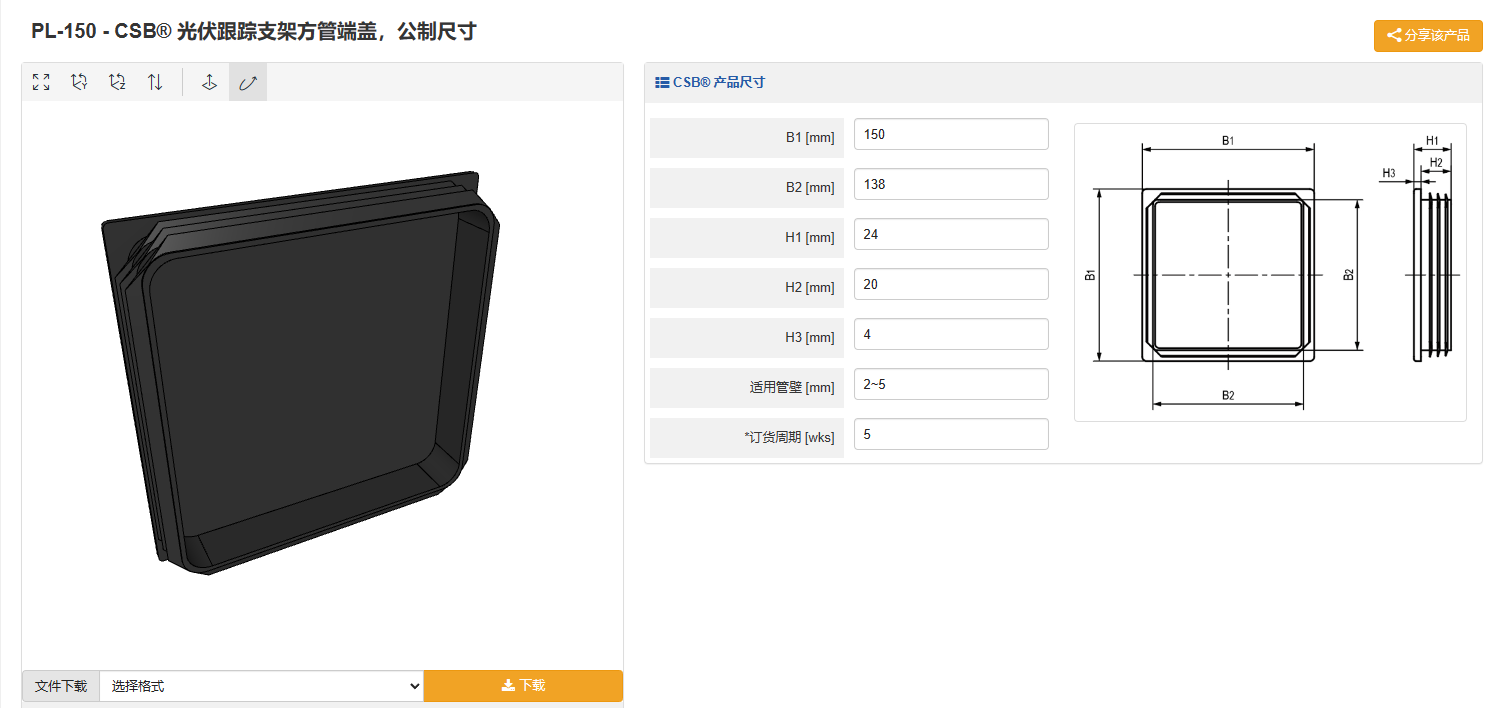 PL-150 - CSB® 光伏跟踪支架方管端盖，公制尺寸
分享该产品
Y
Z
CSB® 产品尺寸
B1 [mm] 150
B2 [mm] 138
H1 [mm] 24
H2 [mm] 20
H3 [mm] 4
适用管壁 [mm] 2~5
*订货周期 [wks] 5
B1
H1
H2
H3
B1
B2
B2
文件下载 选择格式 下载